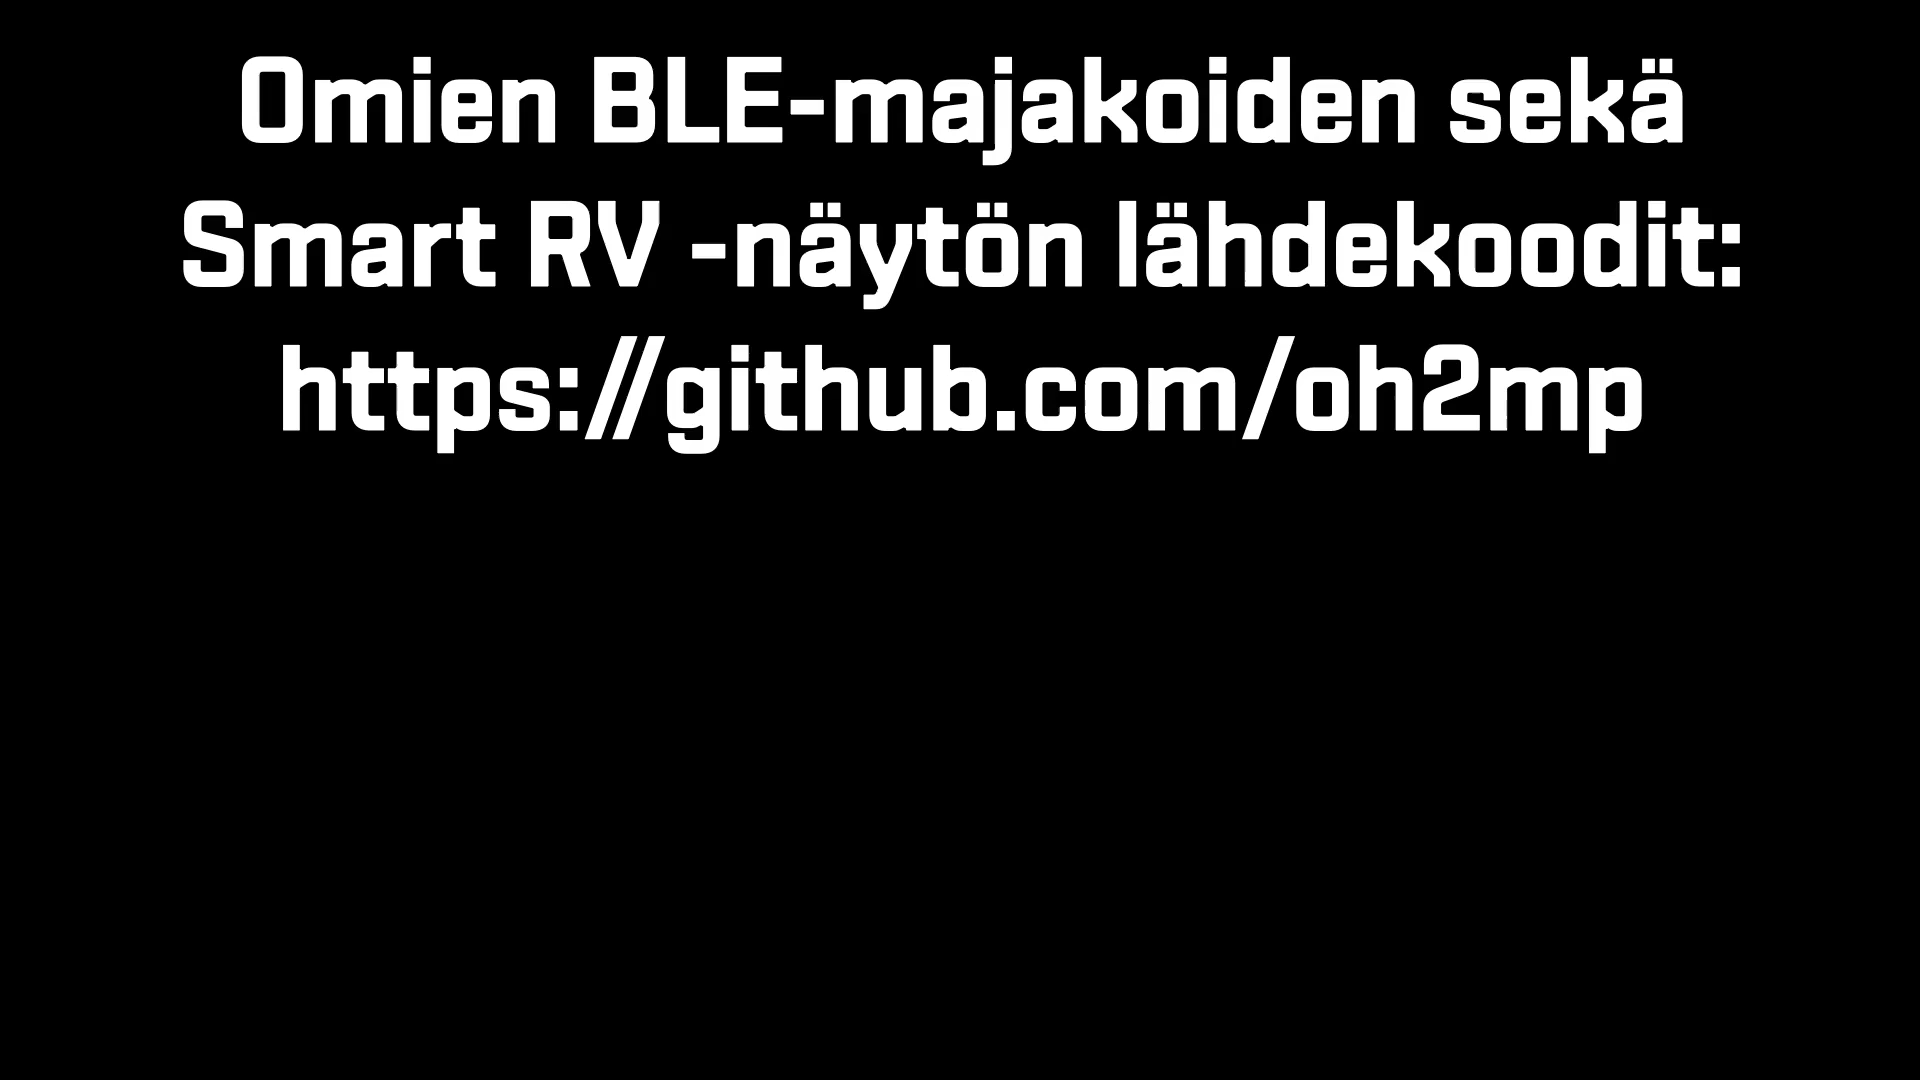 Omien BLE-majakoiden sekä
Smart RV -näytön lähdekoodit:
https://github.com/oh2mp